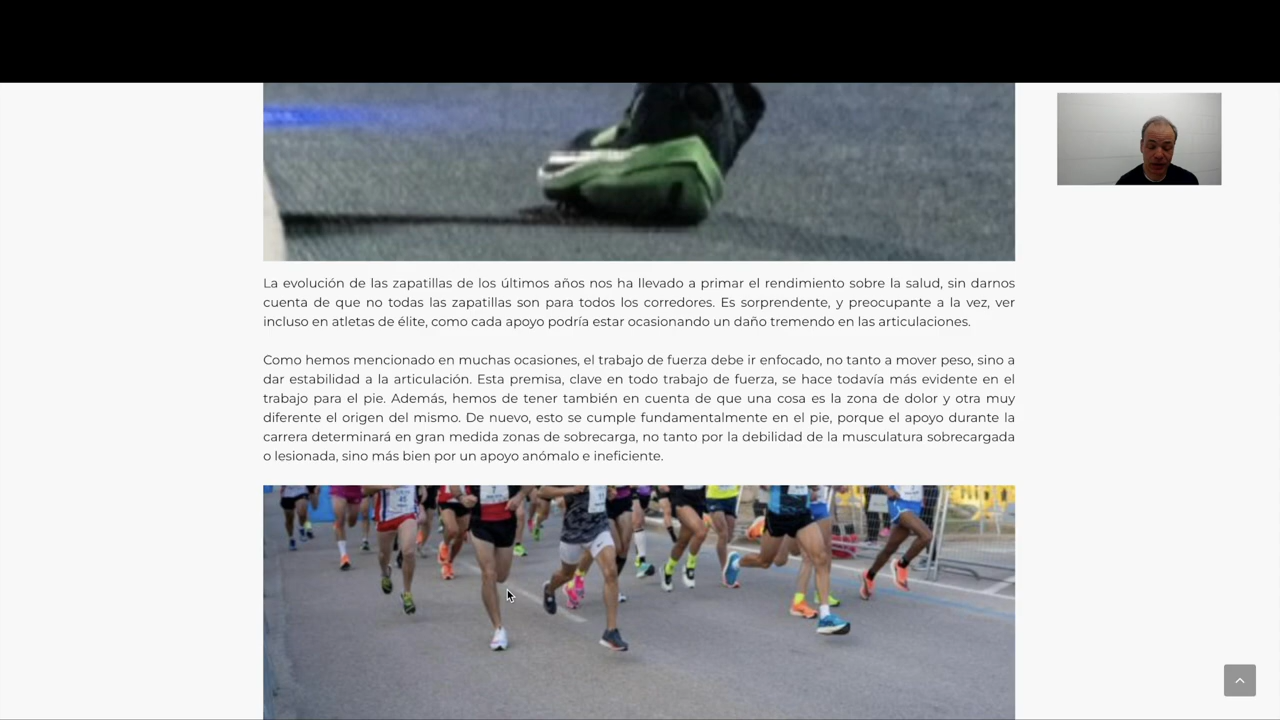 La evolución de las zapatillas de los últimos años nos ha llevado a primar el rendimiento sobre la salud, sin darnos
cuenta de que no todas las zapatillas son para todos los corredores. Es sorprendente, y preocupante a la vez, ver
incluso en atletas de élite, como cada apoyo podría estar ocasionando un daño tremendo en las articulaciones.
Como hemos mencionado en muchas ocasiones, el trabajo de fuerza debe ir enfocado, no tanto a mover peso, sino a
dar estabilidad a la articulación. Esta premisa, clave en todo trabajo de fuerza, se hace todavía más evidente en el
trabajo para el pie. Además, hemos de tener también en cuenta de que una cosa es la zona de dolor y otra muy
diferente el origen del mismo. De nuevo, esto se cumple fundamentalmente en el pie, porque el apoyo durante la
carrera determinará en gran medida zonas de sobrecarga, no tanto por la debilidad de la musculatura sobrecargada
o lesionada, sino más bien por un apoyo anómalo e ineficiente.